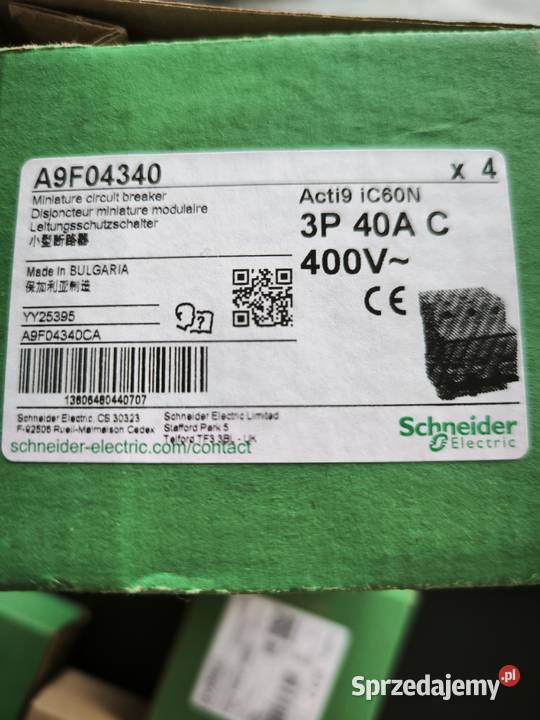 A9F04340
x 4
Miniature circuit breaker
Disjoncteur miniature modulaire
Leitungsschutzschalter
小型断路器
Acti9 iC60N
3P 40A C
400V~
Made in BULGARIA
保加利亚制造
CE
YY25395
A9F04340CA
13606480440707
Schneider Electric, CS 30323
F-92506 Rueil-Malmaison Cedex
Schneider Electric Limited
Stafford Park 5
Telford TF3 3BL - UK
schneider-electric.com/contact
Schneider
Electric
Sprzedajemy.pl